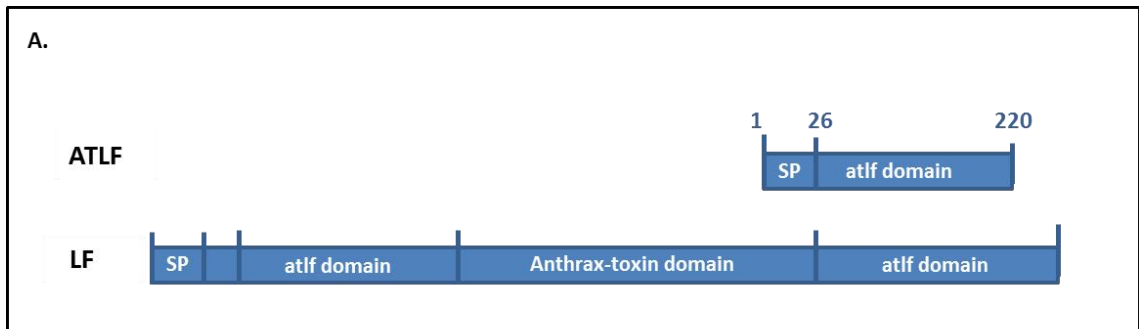 A.
1 26 220
ATLF
SP atlf domain
LF
SP atlf domain Anthrax-toxin domain atlf domain